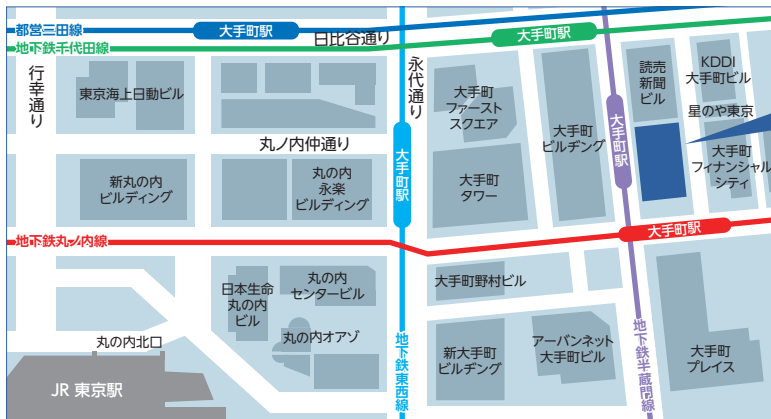 都営三田線
大手町駅
日比谷通り
地下鉄千代田線
大手町駅
行幸通り
東京海上日動ビル
永代通り
大手町
ファースト
スクエア
大手町
ビルヂング
大手町駅
読売
新聞
ビル
KDDI
大手町ビル
星のや東京
大手町
フィナンシャル
シティ
丸ノ内仲通り
大手町駅
新丸の内
ビルディング
丸の内
永楽
ビルディング
大手町
タワー
地下鉄丸ノ内線
大手町駅
日本生命
丸の内
ビル
丸の内
センタービル
丸の内オアゾ
大手町野村ビル
丸の内北口
JR 東京駅
地下鉄東西線
新大手町
ビルヂング
アーバンネット
大手町ビル
地下鉄半蔵門線
大手町
プレイス